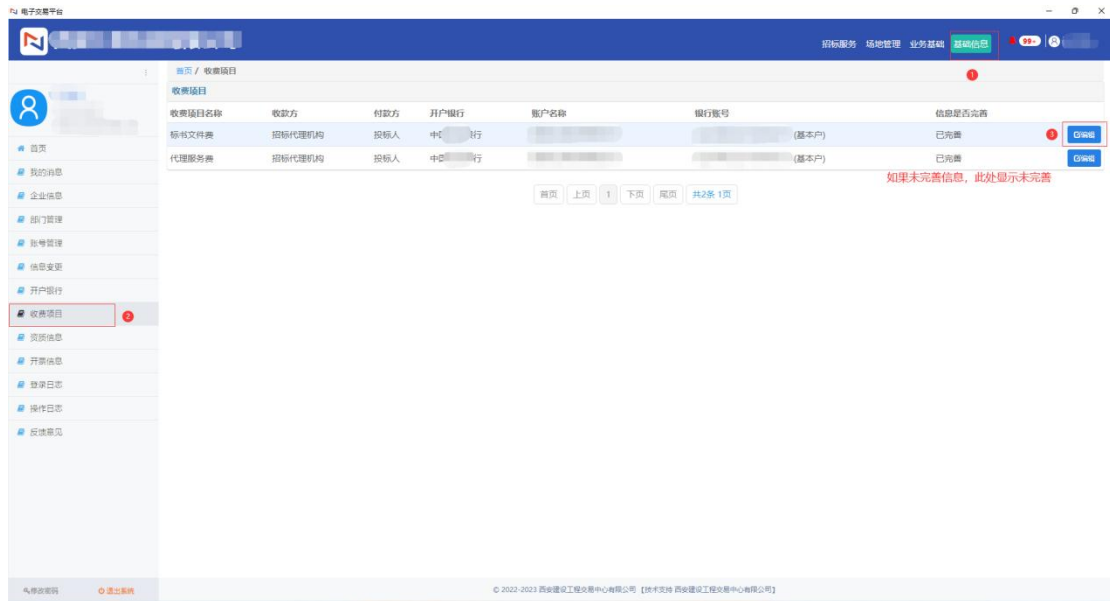 电子交易平台
招标服务 场地管理 业务基础 基础信息 99+
1
首页 / 收费项目
收费项目
收费项目名称 收款方 付款方 开户银行 账户名称 银行账号 信息是否完善
标书文件费 招标代理机构 投标人 中 行 (基本户) 已完善 3 编辑
代理服务费 招标代理机构 投标人 中 行 (基本户) 已完善 编辑
如果未完善信息，此处显示未完善
首页 上页 1 下页 尾页 共2条 1页
首页
我的消息
企业信息
部门管理
账号管理
信息变更
开户银行
收费项目 2
资质信息
开票信息
登录日志
操作日志
反馈意见
修改密码 退出系统
© 2022-2023 西安建设工程交易中心有限公司 【技术支持 西安建设工程交易中心有限公司】